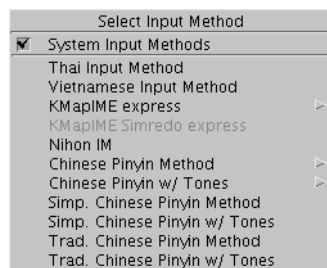 Select Input Method
System Input Methods
Thai Input Method
Vietnamese Input Method
KMapIME express
KMapIME Simredo express
Nihon IM
Chinese Pinyin Method
Chinese Pinyin w/ Tones
Simp. Chinese Pinyin Method
Simp. Chinese Pinyin w/ Tones
Trad. Chinese Pinyin Method
Trad. Chinese Pinyin w/ Tones